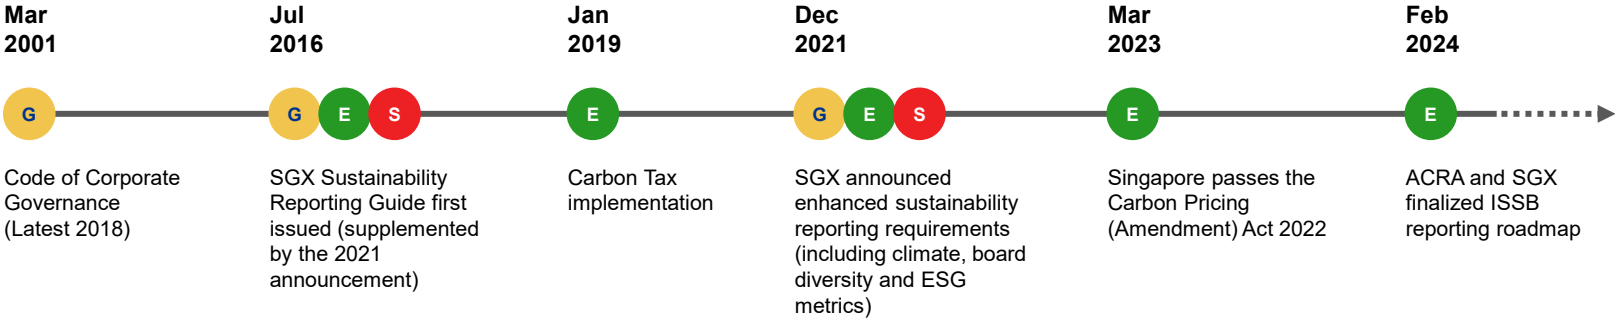 Mar
2001
G
Code of Corporate
Governance
(Latest 2018)
Jul
2016
G E S
SGX Sustainability
Reporting Guide first
issued (supplemented
by the 2021
announcement)
Jan
2019
E
Carbon Tax
implementation
Dec
2021
G E S
SGX announced
enhanced sustainability
reporting requirements
(including climate, board
diversity and ESG
metrics)
Mar
2023
E
Singapore passes the
Carbon Pricing
(Amendment) Act 2022
Feb
2024
E
ACRA and SGX
finalized ISSB
reporting roadmap